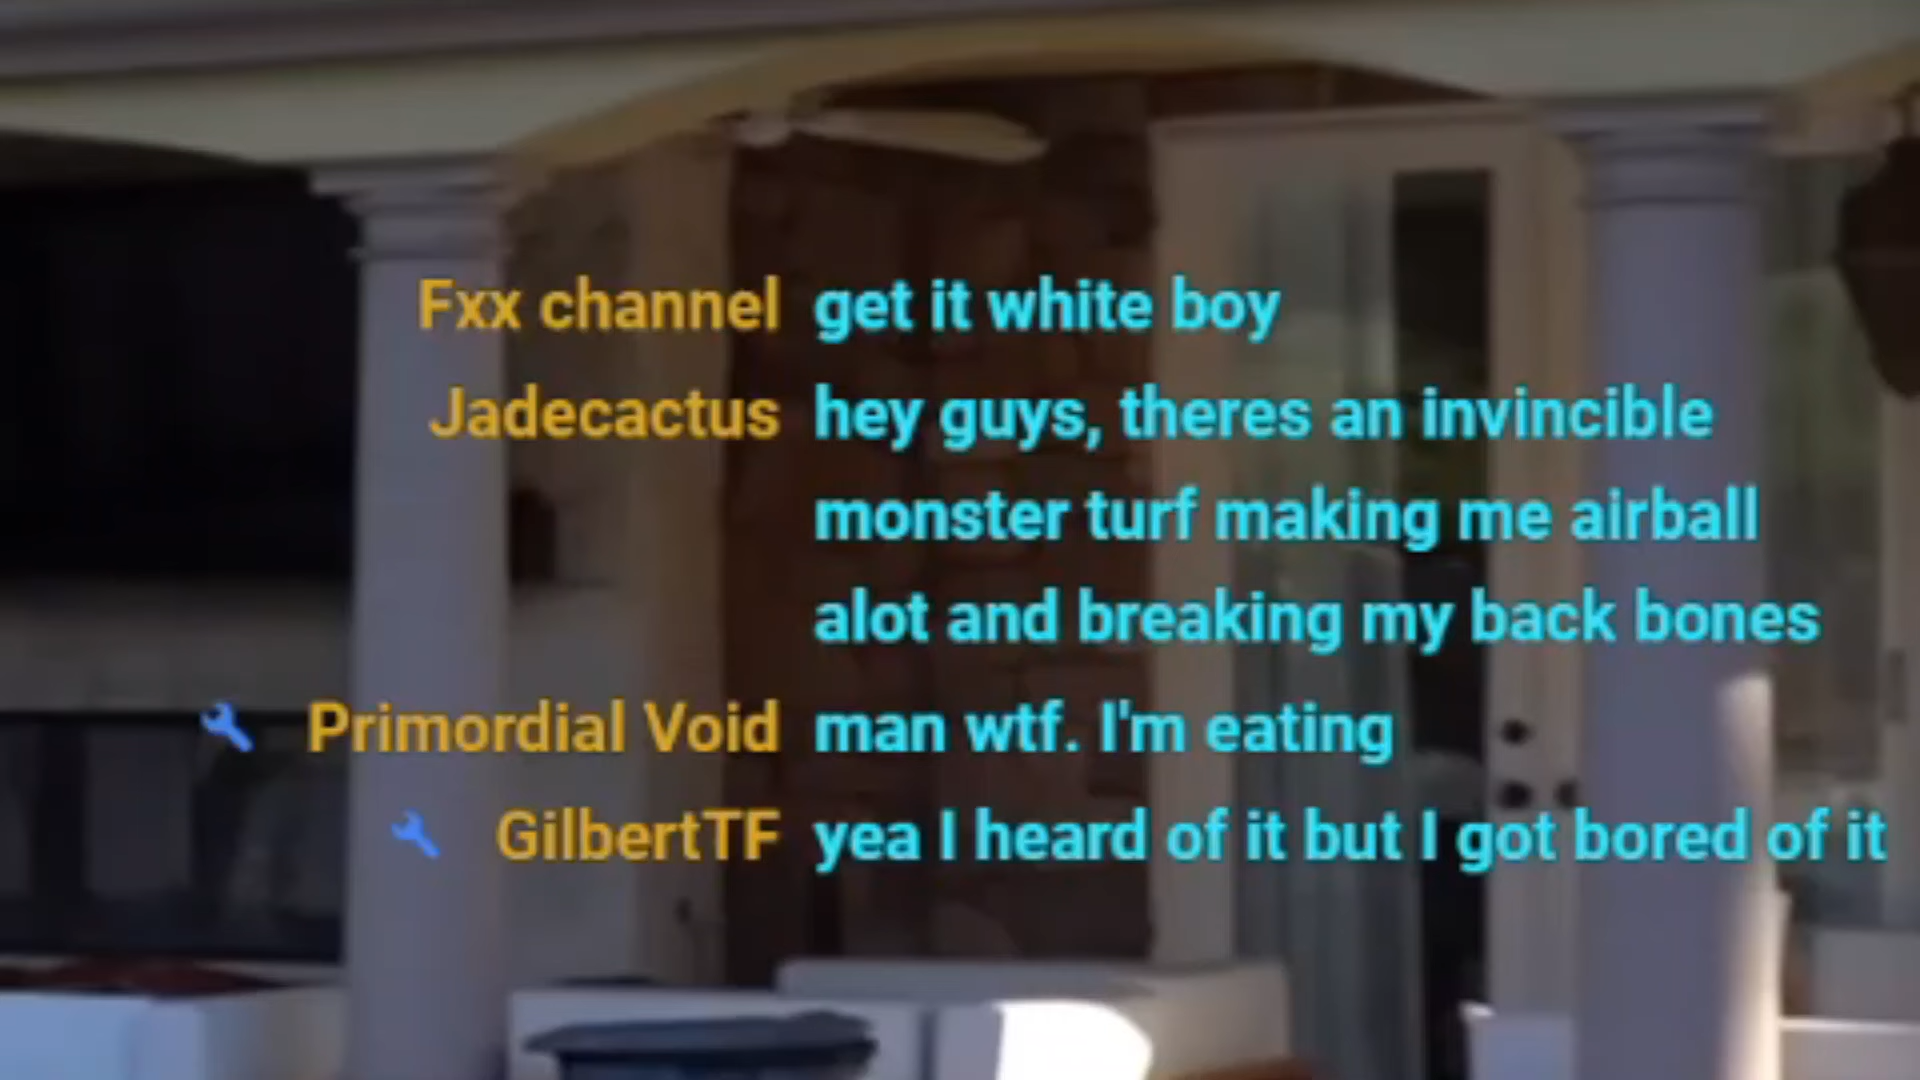 Fxx channel get it white boy
Jadecactus hey guys, theres an invincible
monster turf making me airball
alot and breaking my back bones
Primordial Void man wtf. I'm eating
GilbertTF yea I heard of it but I got bored of it